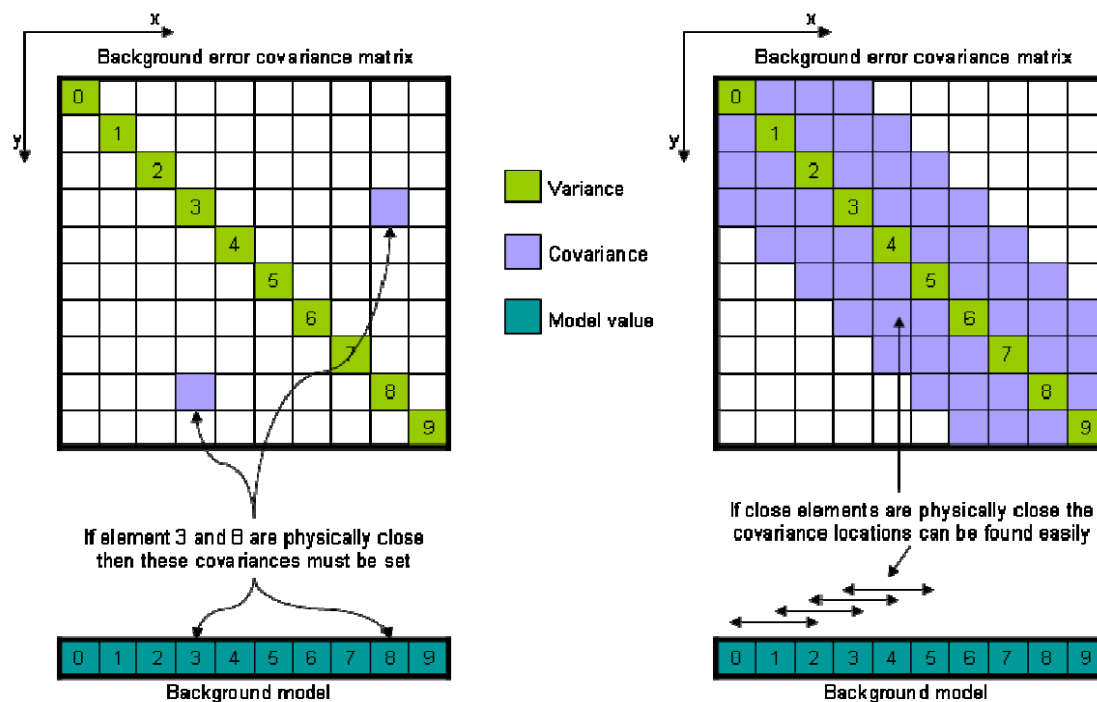 x
Background error covariance matrix
y
0
1
2
3
4
5
6
7
8
9
If element 3 and 8 are physically close
then these covariances must be set
0 1 2 3 4 5 6 7 8 9
Background model
Variance
Covariance
Model value
x
Background error covariance matrix
y
0
1
2
3
4
5
6
7
8
9
If close elements are physically close the
covariance locations can be found easily
0 1 2 3 4 5 6 7 8 9
Background model